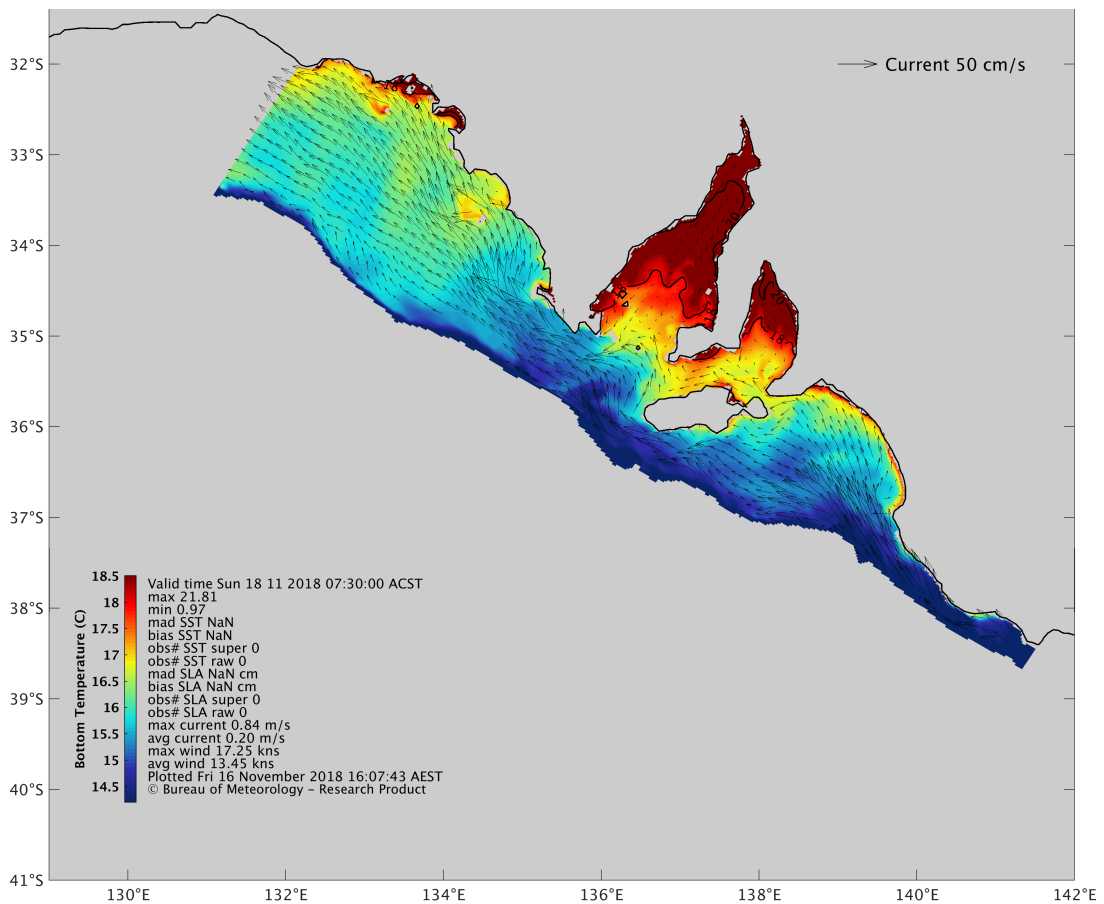 Current 50 cm/s
32°S
33°S
34°S
35°S
36°S
37°S
38°S
39°S
40°S
41°S
130°E
132°E
134°E
136°E
138°E
140°E
142°E
18.5
18
17.5
17
16.5
16
15.5
15
14.5
Bottom Temperature (C)
Valid time Sun 18 11 2018 07:30:00 ACST
max 21.81
min 0.97
mad SST NaN
bias SST NaN
obs# SST super 0
obs# SST raw 0
mad SLA NaN cm
bias SLA NaN cm
obs# SLA super 0
obs# SLA raw 0
max current 0.84 m/s
avg current 0.20 m/s
max wind 17.25 kns
avg wind 13.45 kns
Plotted Fri 16 November 2018 16:07:43 AEST
© Bureau of Meteorology – Research Product
20
18
18
20
18